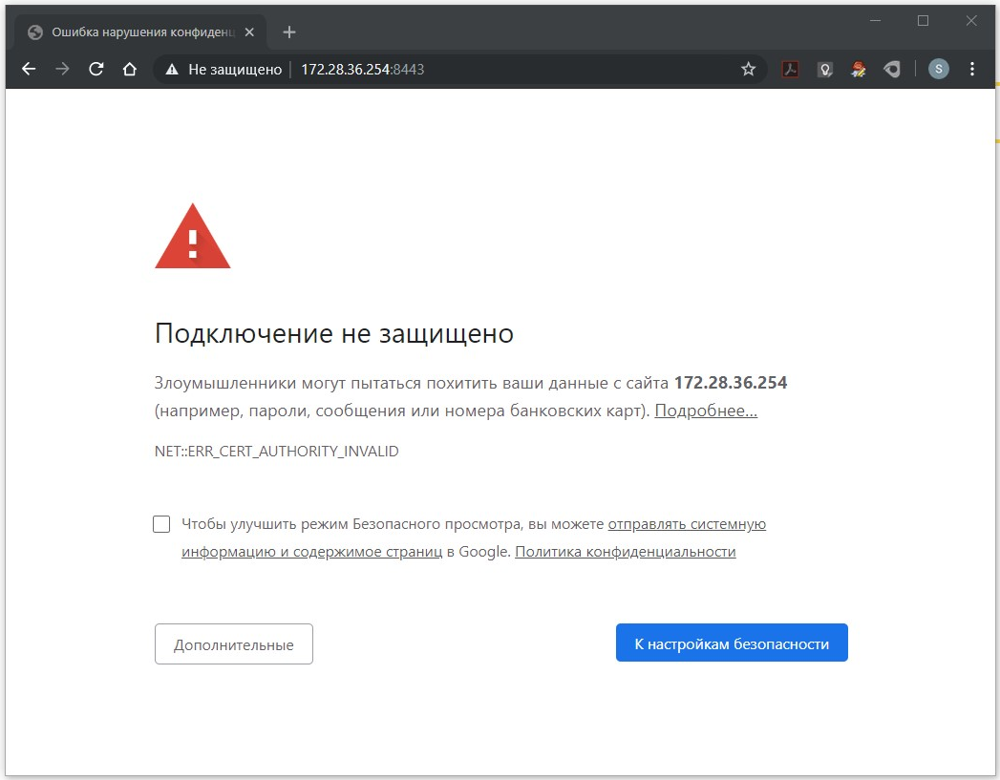 Ошибка нарушения конфиденц
Не защищено 172.28.36.254:8443
S
Подключение не защищено
Злоумышленники могут пытаться похитить ваши данные с сайта 172.28.36.254
(например, пароли, сообщения или номера банковских карт). Подробнее...
NET::ERR_CERT_AUTHORITY_INVALID
Чтобы улучшить режим Безопасного просмотра, вы можете отправлять системную
информацию и содержимое страниц в Google. Политика конфиденциальности
Дополнительные
К настройкам безопасности